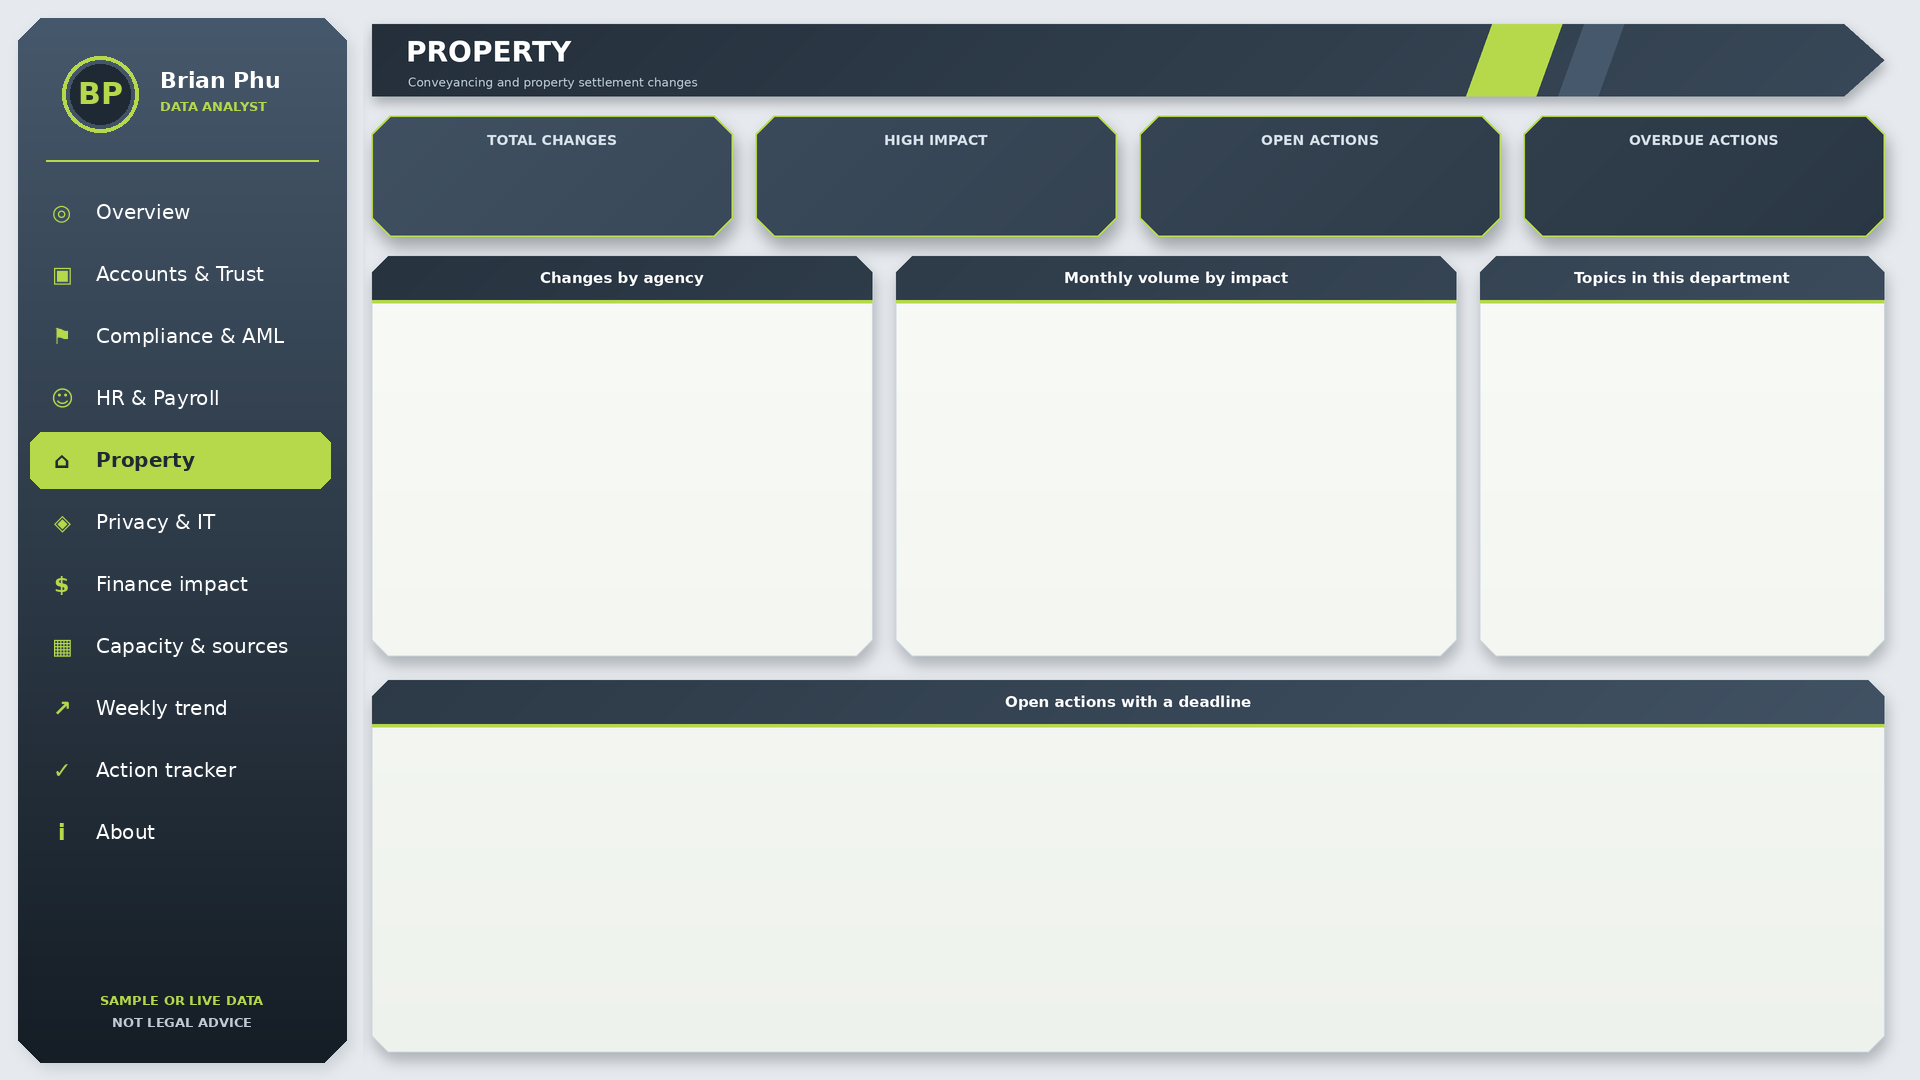 BP
Brian Phu
DATA ANALYST
Overview
Accounts & Trust
Compliance & AML
HR & Payroll
Property
Privacy & IT
$ Finance impact
Capacity & sources
Weekly trend
Action tracker
i About
SAMPLE OR LIVE DATA
NOT LEGAL ADVICE
PROPERTY
Conveyancing and property settlement changes
TOTAL CHANGES
HIGH IMPACT
OPEN ACTIONS
OVERDUE ACTIONS
Changes by agency
Monthly volume by impact
Topics in this department
Open actions with a deadline